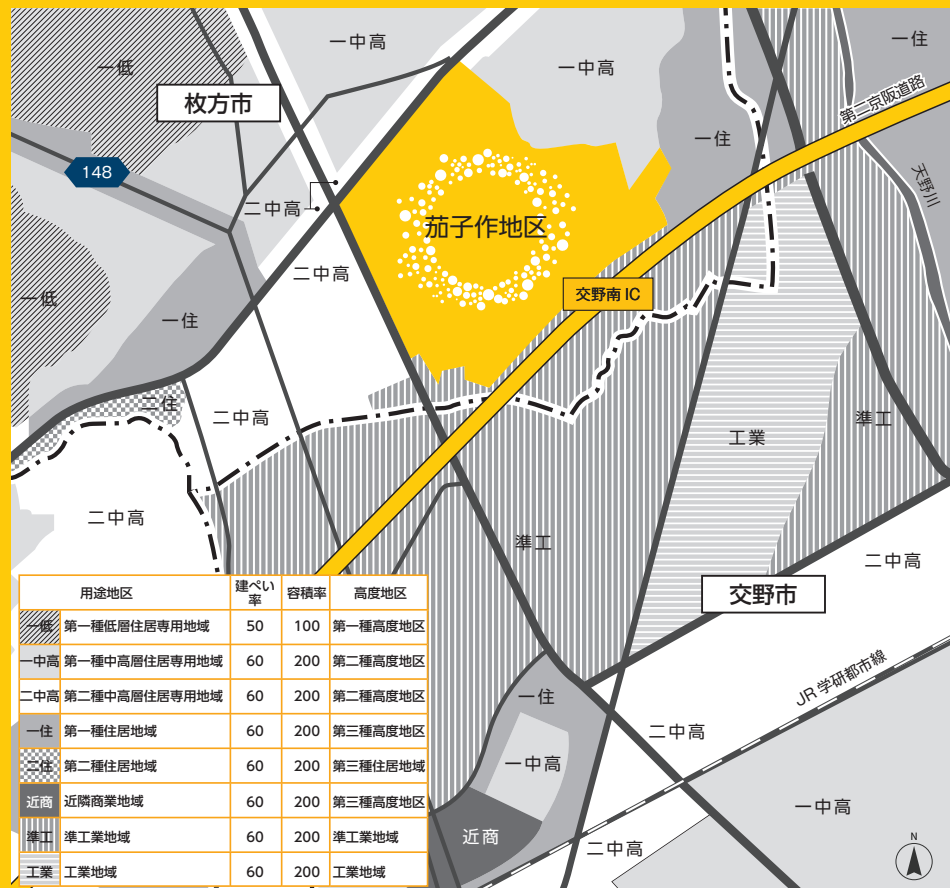 一中高
一住
一低
一中高
枚方市
第二京阪道路
一住
148
天野川
二中高
茄子作地区
二中高
一低
交野南 IC
一住
二住
二中高
準工
工業
二中高
準工
二中高
交野市
用途地区 建ぺい率 容積率 高度地区
一低 第一種低層住居専用地域 50 100 第一種高度地区
一中高 第一種中高層住居専用地域 60 200 第二種高度地区
二中高 第二種中高層住居専用地域 60 200 第二種高度地区
一住 第一種住居地域 60 200 第三種高度地区
二住 第二種住居地域 60 200 第三種住居地域
近商 近隣商業地域 60 200 第三種高度地区
準工 準工業地域 60 200 準工業地域
工業 工業地域 60 200 工業地域
JR 学研都市線
一住
二中高
一中高
一中高
近商
二中高
N